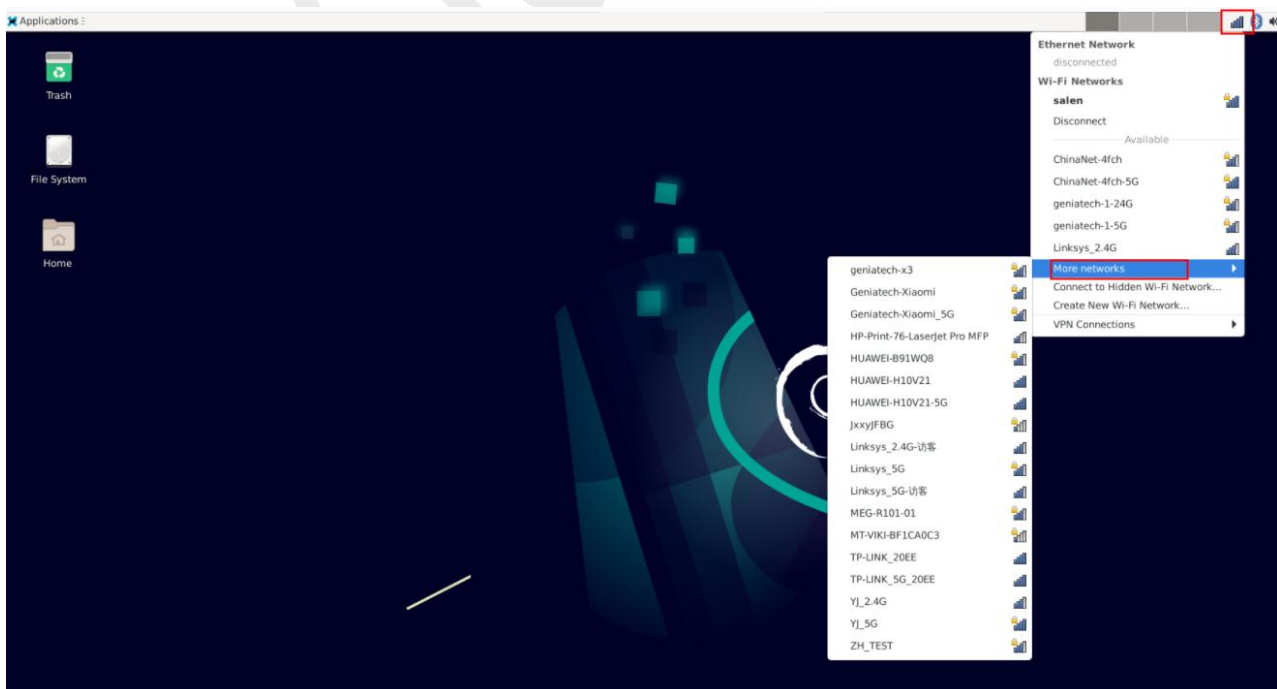 Applications :
Trash
File System
Home
Ethernet Network
disconnected
Wi-Fi Networks
salen
Disconnect
Available
ChinaNet-4fch
ChinaNet-4fch-5G
geniatech-1-24G
geniatech-1-5G
Linksys_2.4G
More networks
Connect to Hidden Wi-Fi Network...
Create New Wi-Fi Network...
VPN Connections
geniatech-x3
Geniatech-Xiaomi
Geniatech-Xiaomi_5G
HP-Print-76-LaserJet Pro MFP
HUAWEI-B91WQ8
HUAWEI-H10V21
HUAWEI-H10V21-5G
JxxyJFBG
Linksys_2.4G-访客
Linksys_5G
Linksys_5G-访客
MEG-R101-01
MT-VIKI-BF1CA0C3
TP-LINK_20EE
TP-LINK_5G_20EE
YJ_2.4G
YJ_5G
ZH_TEST